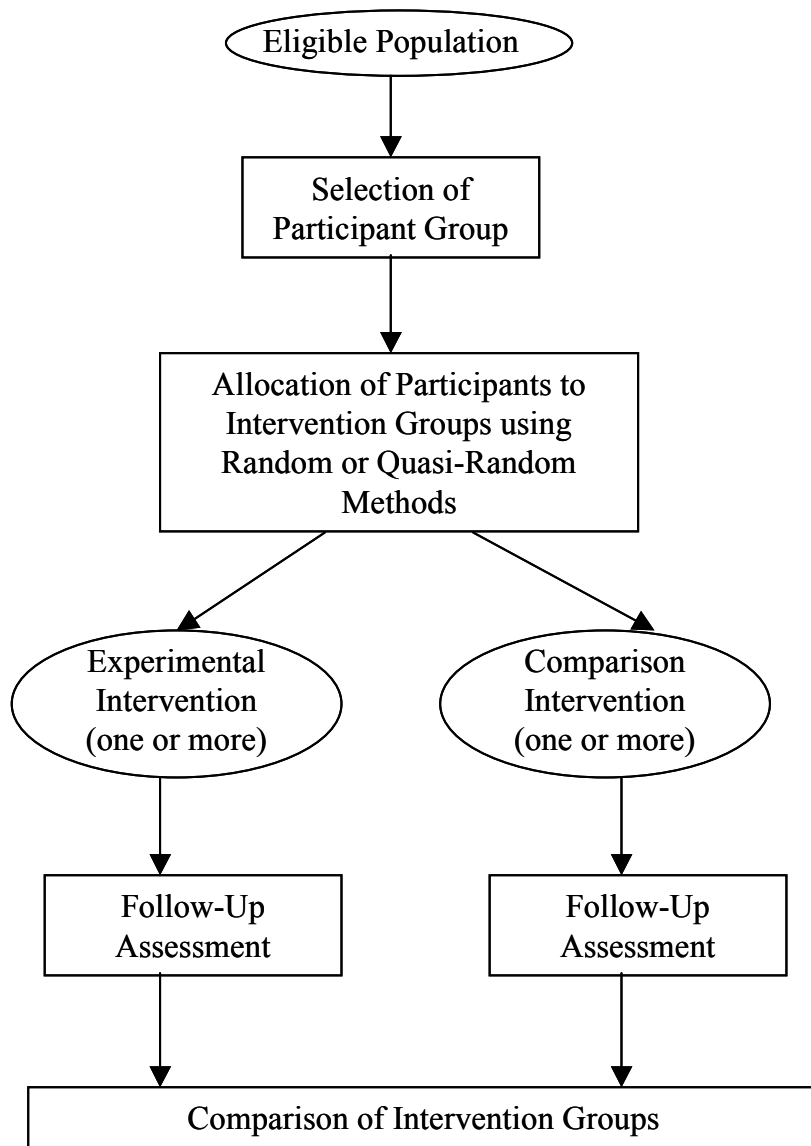 Eligible Population
Selection of
Participant Group
Allocation of Participants to
Intervention Groups using
Random or Quasi-Random
Methods
Experimental
Intervention
(one or more)
Comparison
Intervention
(one or more)
Follow-Up
Assessment
Follow-Up
Assessment
Comparison of Intervention Groups